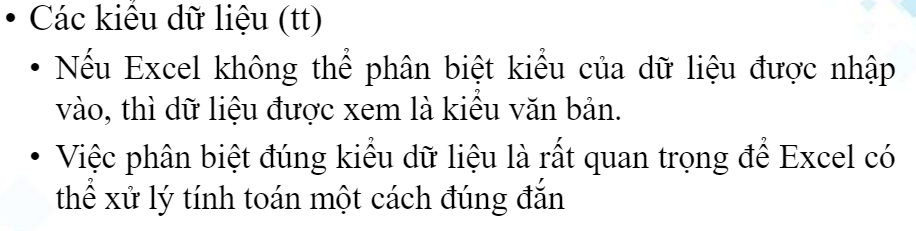 • Các kiểu dữ liệu (tt)
• Nếu Excel không thể phân biệt kiểu của dữ liệu được nhập
vào, thì dữ liệu được xem là kiểu văn bản.
• Việc phân biệt đúng kiểu dữ liệu là rất quan trọng để Excel có
thể xử lý tính toán một cách đúng đắn